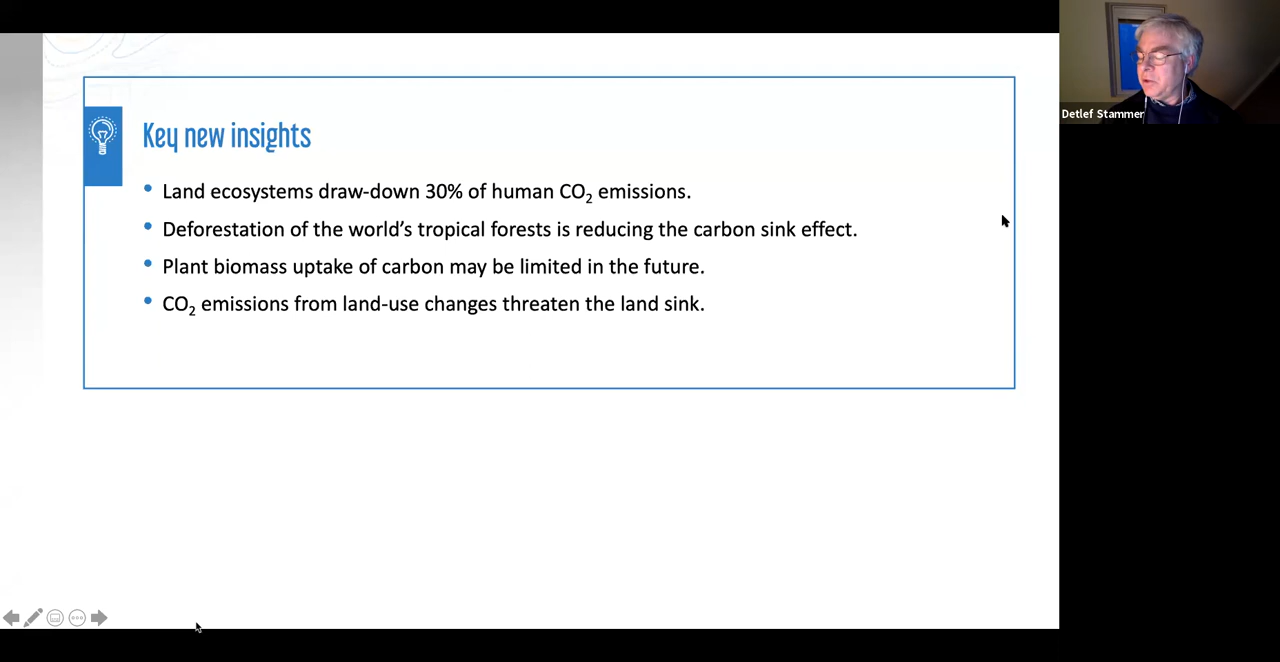 Key new insights
• Land ecosystems draw-down 30% of human CO₂ emissions.
• Deforestation of the world’s tropical forests is reducing the carbon sink effect.
• Plant biomass uptake of carbon may be limited in the future.
• CO₂ emissions from land-use changes threaten the land sink.
Detlef Stammer